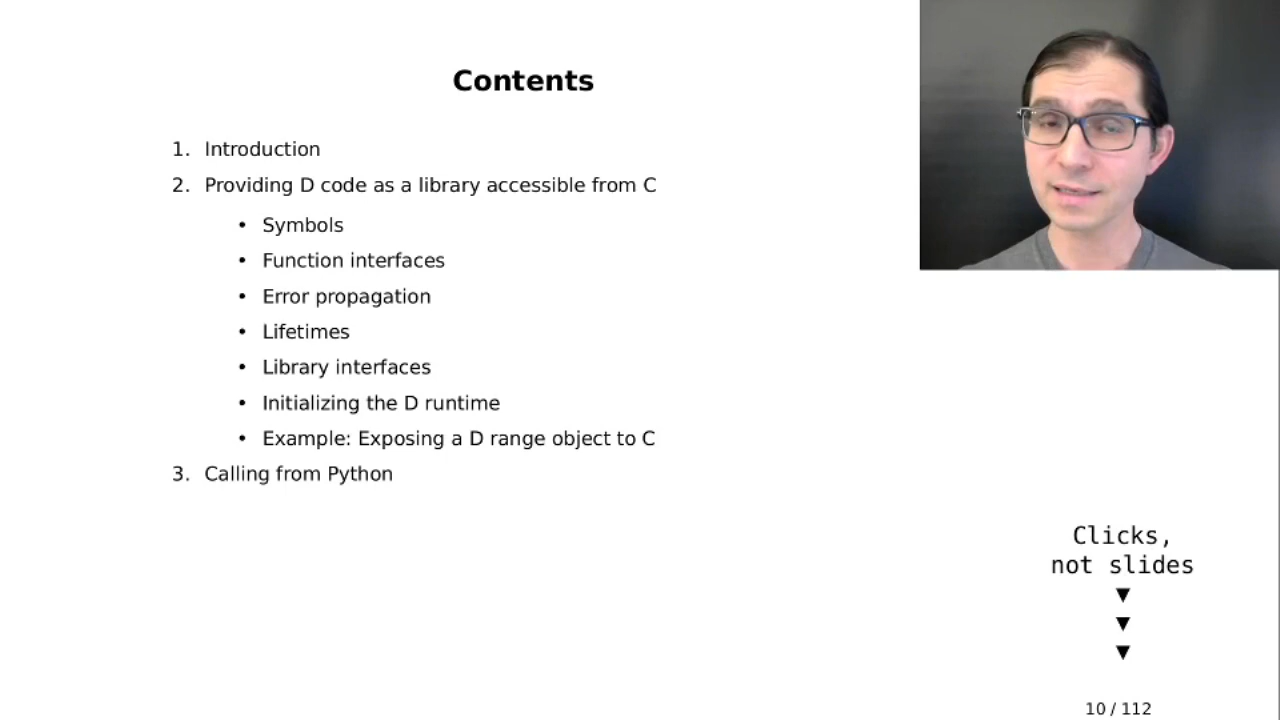 Contents
1. Introduction
2. Providing D code as a library accessible from C
• Symbols
• Function interfaces
• Error propagation
• Lifetimes
• Library interfaces
• Initializing the D runtime
• Example: Exposing a D range object to C
3. Calling from Python
Clicks,
not slides
▼
▼
▼
10 / 112